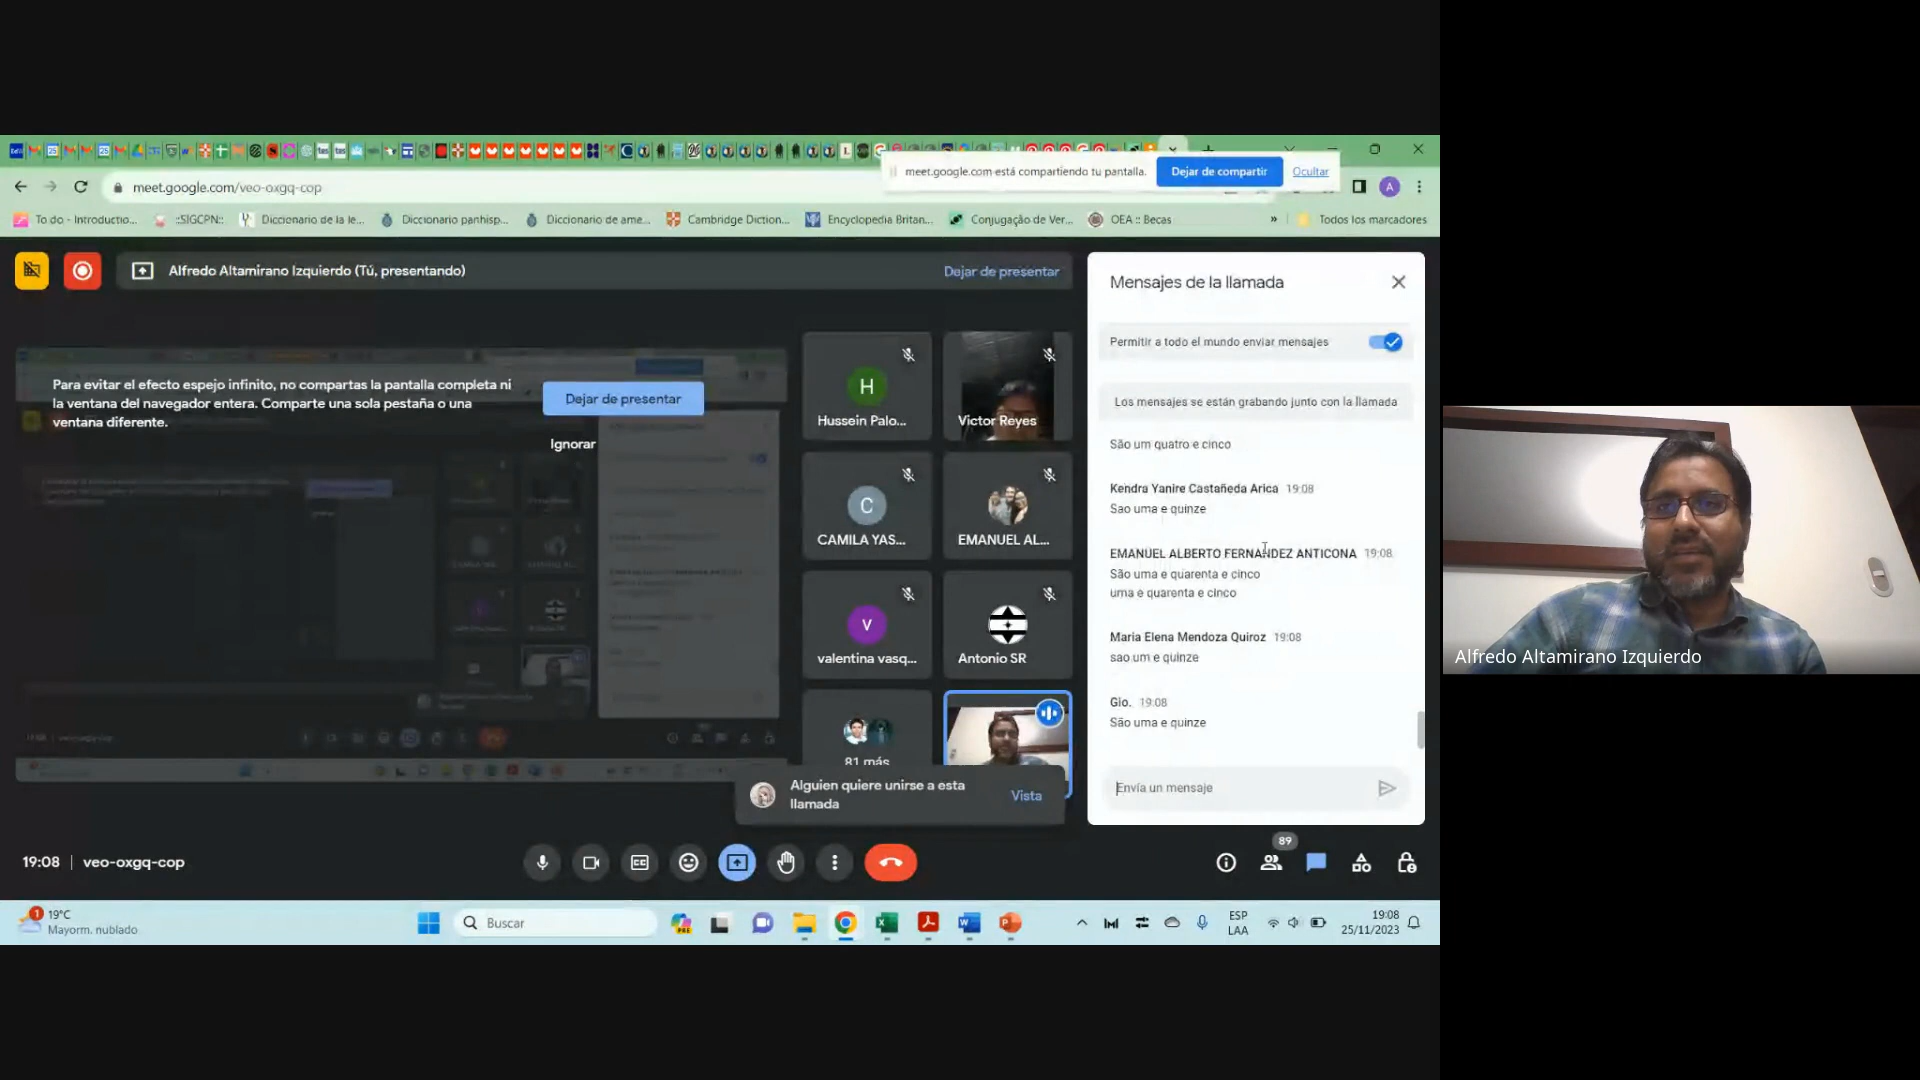 meet.google.com está compartiendo tu pantalla.
Dejar de compartir
Ocultar
meet.google.com/veo-oxgq-cop
To do - Introductio...
::SIGCPN::
Diccionario de la le...
Diccionario panhisp...
Diccionario de ame...
Cambridge Diction...
Encyclopedia Britan...
Conjugação de Ver...
OEA :: Becas
»
Todos los marcadores
Alfredo Altamirano Izquierdo (Tú, presentando)
Dejar de presentar
Para evitar el efecto espejo infinito, no compartas la pantalla completa ni
la ventana del navegador entera. Comparte una sola pestaña o una
ventana diferente.
Dejar de presentar
Ignorar
H
Hussein Palo...
Victor Reyes
C
CAMILA YAS...
EMANUEL AL...
v
valentina vasq...
Antonio SR
81 más
Alguien quiere unirse a esta
llamada
Vista
Mensajes de la llamada
Permitir a todo el mundo enviar mensajes
Los mensajes se están grabando junto con la llamada
São um quatro e cinco
Kendra Yanire Castañeda Arica 19:08
Sao uma e quinze
EMANUEL ALBERTO FERNANDEZ ANTICONA 19:08
São uma e quarenta e cinco
uma e quarenta e cinco
Maria Elena Mendoza Quiroz 19:08
sao um e quinze
Gio. 19:08
São uma e quinze
Envía un mensaje
Alfredo Altamirano Izquierdo
19:08 | veo-oxgq-cop
89
1
19°C
Mayorm. nublado
Buscar
ESP
LAA
19:08
25/11/2023